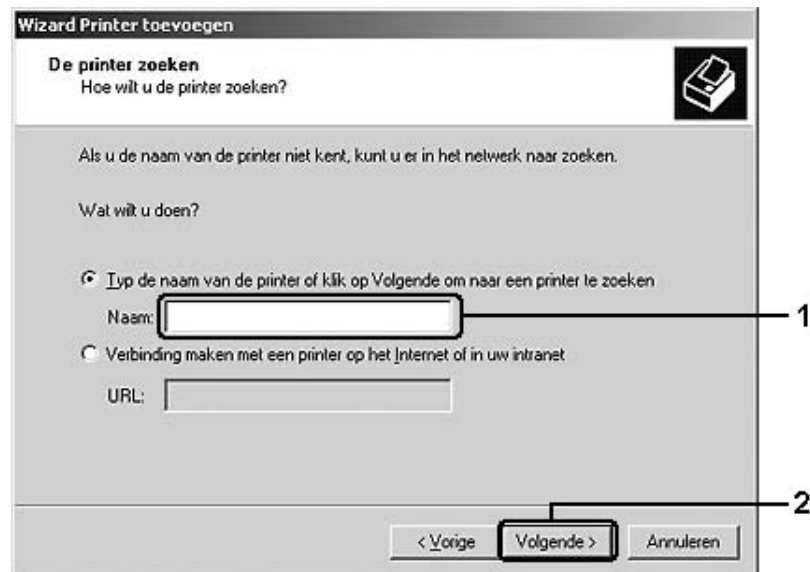 Wizard Printer toevoegen
De printer zoeken
Hoe wilt u de printer zoeken?
Als u de naam van de printer niet kent, kunt u er in het netwerk naar zoeken.
Wat wilt u doen?
Typ de naam van de printer of klik op Volgende om naar een printer te zoeken
Naam:
1
Verbinding maken met een printer op het Internet of in uw intranet
URL:
2
< Vorige
Volgende >
Annuleren